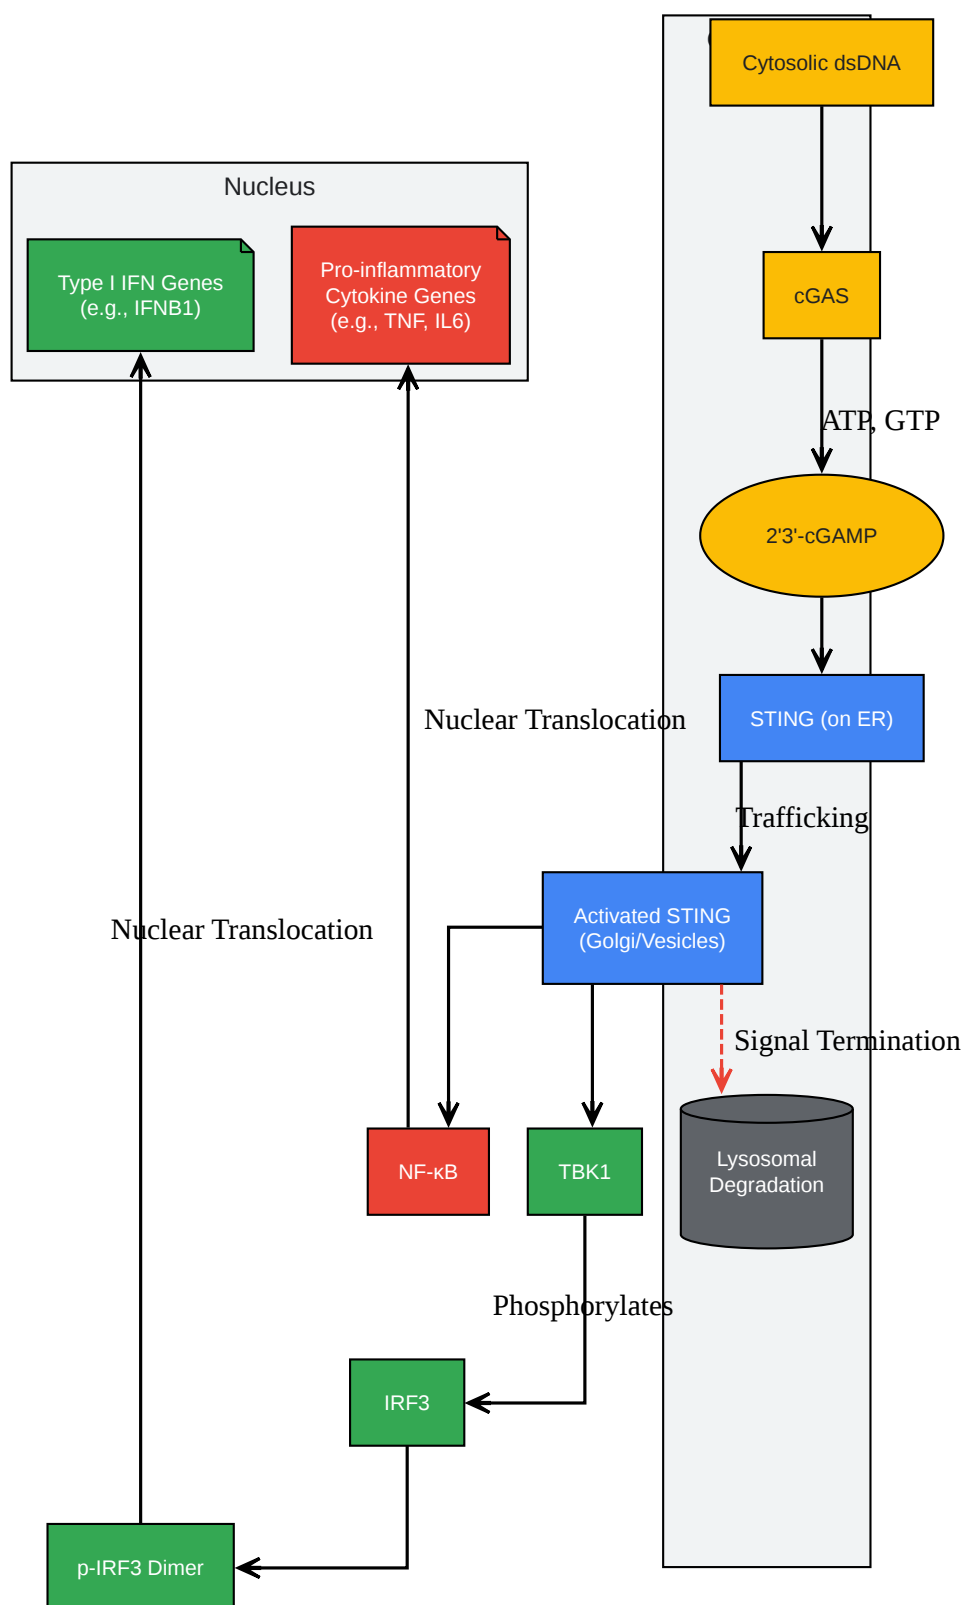 Cytosolic dsDNA
Nucleus
Type I IFN Genes
(e.g., IFNB1)
Pro-inflammatory
Cytokine Genes
(e.g., TNF, IL6)
cGAS
ATP, GTP
2'3'-cGAMP
STING (on ER)
Nuclear Translocation
Trafficking
Activated STING
(Golgi/Vesicles)
Nuclear Translocation
Signal Termination
NF-κB
TBK1
Lysosomal
Degradation
Phosphorylates
IRF3
p-IRF3 Dimer